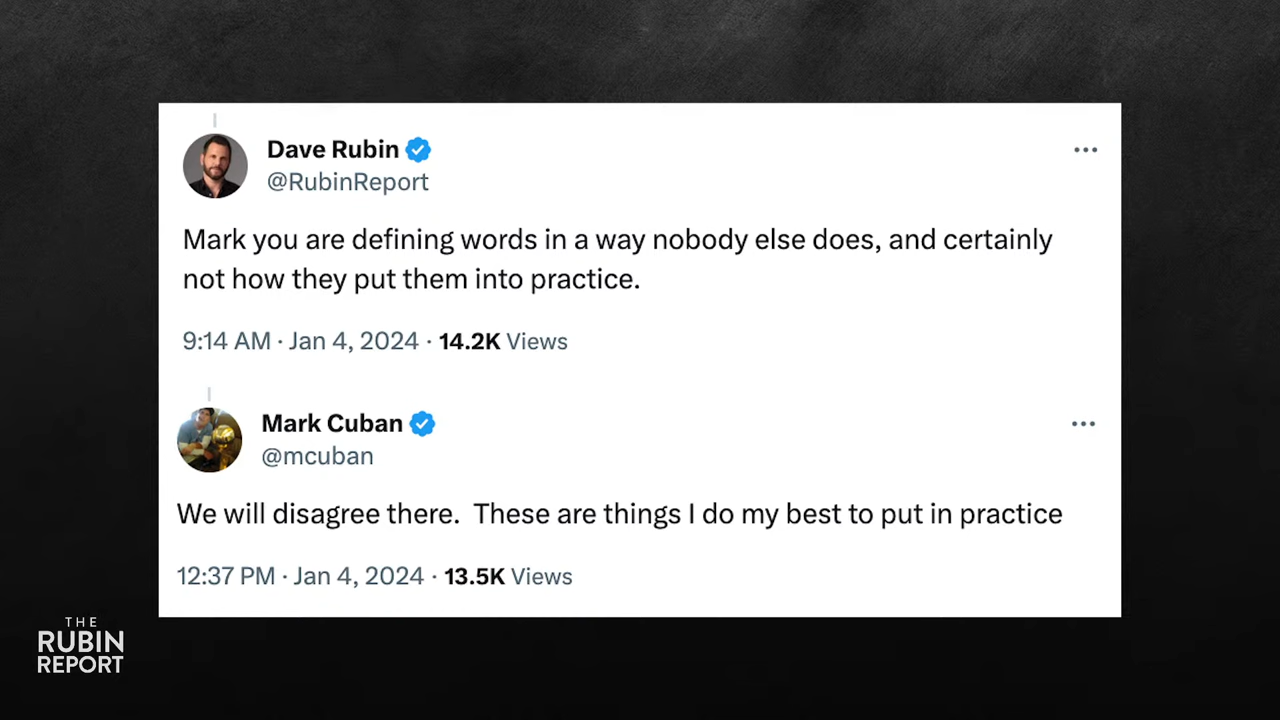 Dave Rubin
@RubinReport
Mark you are defining words in a way nobody else does, and certainly
not how they put them into practice.
9:14 AM · Jan 4, 2024 · 14.2K Views
Mark Cuban
@mcuban
We will disagree there.  These are things I do my best to put in practice
12:37 PM · Jan 4, 2024 · 13.5K Views
THE
RUBIN
REPORT